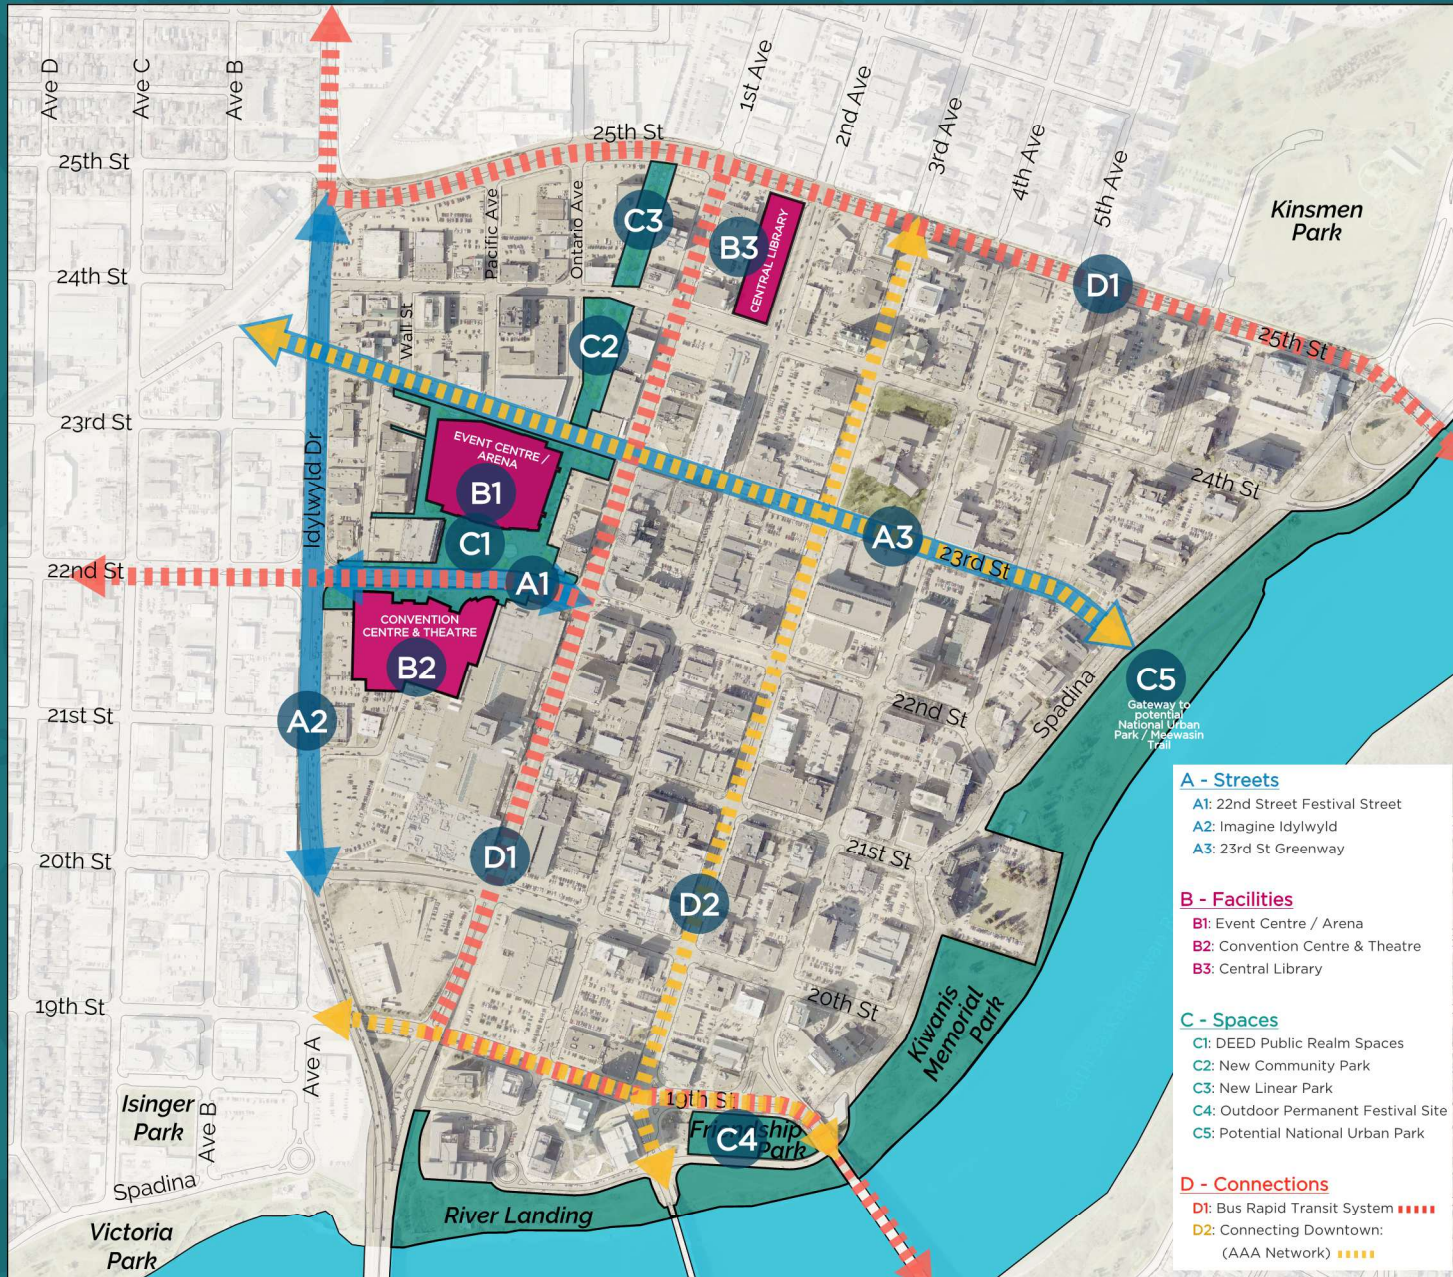 Ave D
Ave C
Ave B
1st Ave
2nd Ave
3rd Ave
4th Ave
5th Ave
25th St
25th St
Kinsmen
Park
Pacific Ave
Ontario Ave
C3
B3
CENTRAL LIBRARY
24th St
D1
25th St
Wall St
C2
23rd St
EVENT CENTRE /
ARENA
B1
24th St
Idylwyld Dr
C1
A3
23rd St
22nd St
A1
CONVENTION
CENTRE & THEATRE
B2
C5
Gateway to
potential
National Urban
Park / Meewasin
Trail
Spadina
22nd St
21st St
A2
20th St
D1
21st St
D2
19th St
20th St
Kiwanis
Memorial
Park
Ave A
Isinger
Park
Ave B
19th St
Friendship
Park
C4
Spadina
River Landing
Victoria
Park
A - Streets
A1: 22nd Street Festival Street
A2: Imagine Idylwyld
A3: 23rd St Greenway
B - Facilities
B1: Event Centre / Arena
B2: Convention Centre & Theatre
B3: Central Library
C - Spaces
C1: DEED Public Realm Spaces
C2: New Community Park
C3: New Linear Park
C4: Outdoor Permanent Festival Site
C5: Potential National Urban Park
D - Connections
D1: Bus Rapid Transit System
D2: Connecting Downtown:
(AAA Network)